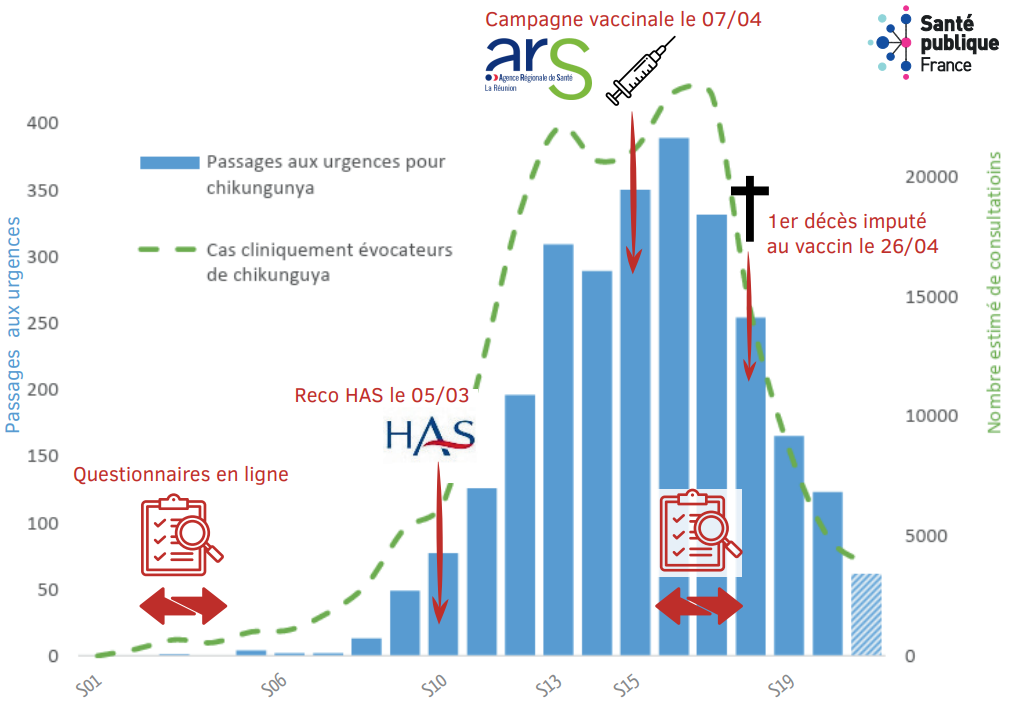 Campagne vaccinale le 07/04
ars
Agence Régionale de Santé
La Réunion
Santé
publique
France
400
350
300
250
200
150
100
50
0
Passages aux urgences
Passages aux urgences pour
chikungunya
Cas cliniquement évocateurs
de chikunguya
1er décès imputé
au vaccin le 26/04
Reco HAS le 05/03
HAS
Questionnaires en ligne
20000
15000
10000
5000
0
Nombre estimé de consultatioins
S01
S06
S10
S13
S15
S19